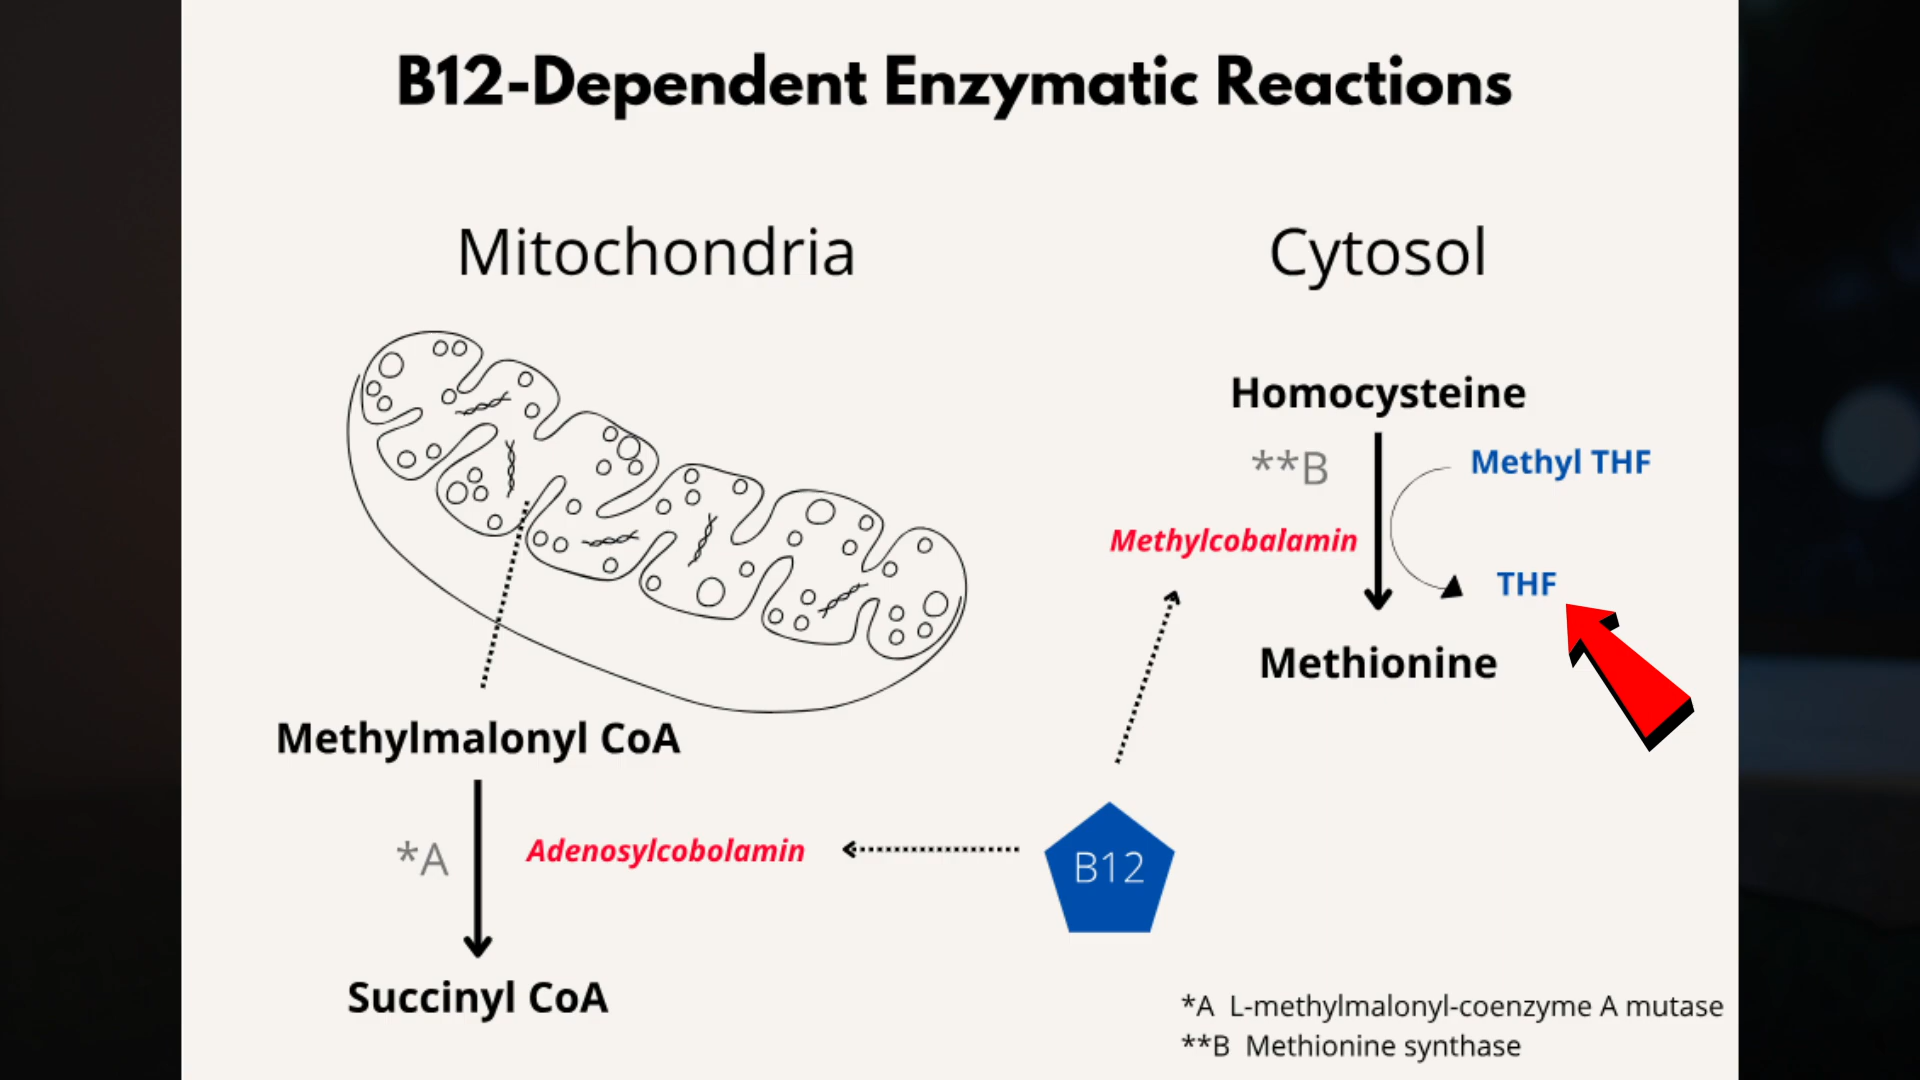 B12-Dependent Enzymatic Reactions
Mitochondria
Cytosol
Homocysteine
**B
Methyl THF
Methylcobalamin
THF
Methionine
Methylmalonyl CoA
*A
Adenosylcobolamin
B12
Succinyl CoA
*A L-methylmalonyl-coenzyme A mutase
**B Methionine synthase